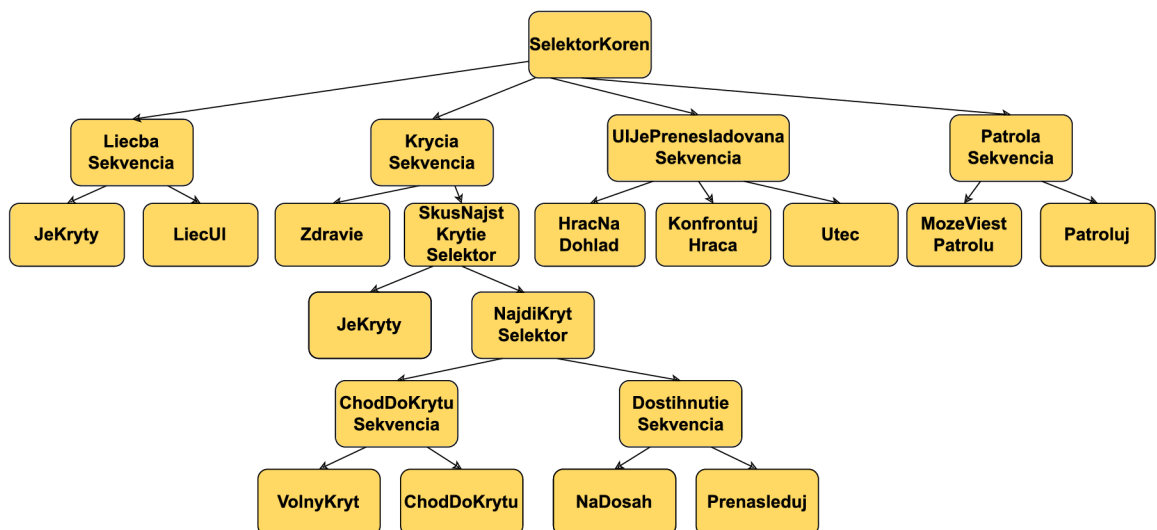 SelektorKoren
Liecba
Sekvencia
Krycia
Sekvencia
UIJePrenesladovana
Sekvencia
Patrola
Sekvencia
JeKryty
LiecUI
Zdravie
SkusNajst
Krytie
Selektor
HracNa
Dohlad
Konfrontuj
Hraca
Utec
MozeViest
Patrolu
Patroluj
JeKryty
NajdiKryt
Selektor
ChodDoKrytu
Sekvencia
Dostihnutie
Sekvencia
VolnyKryt
ChodDoKrytu
NaDosah
Prenasleduj